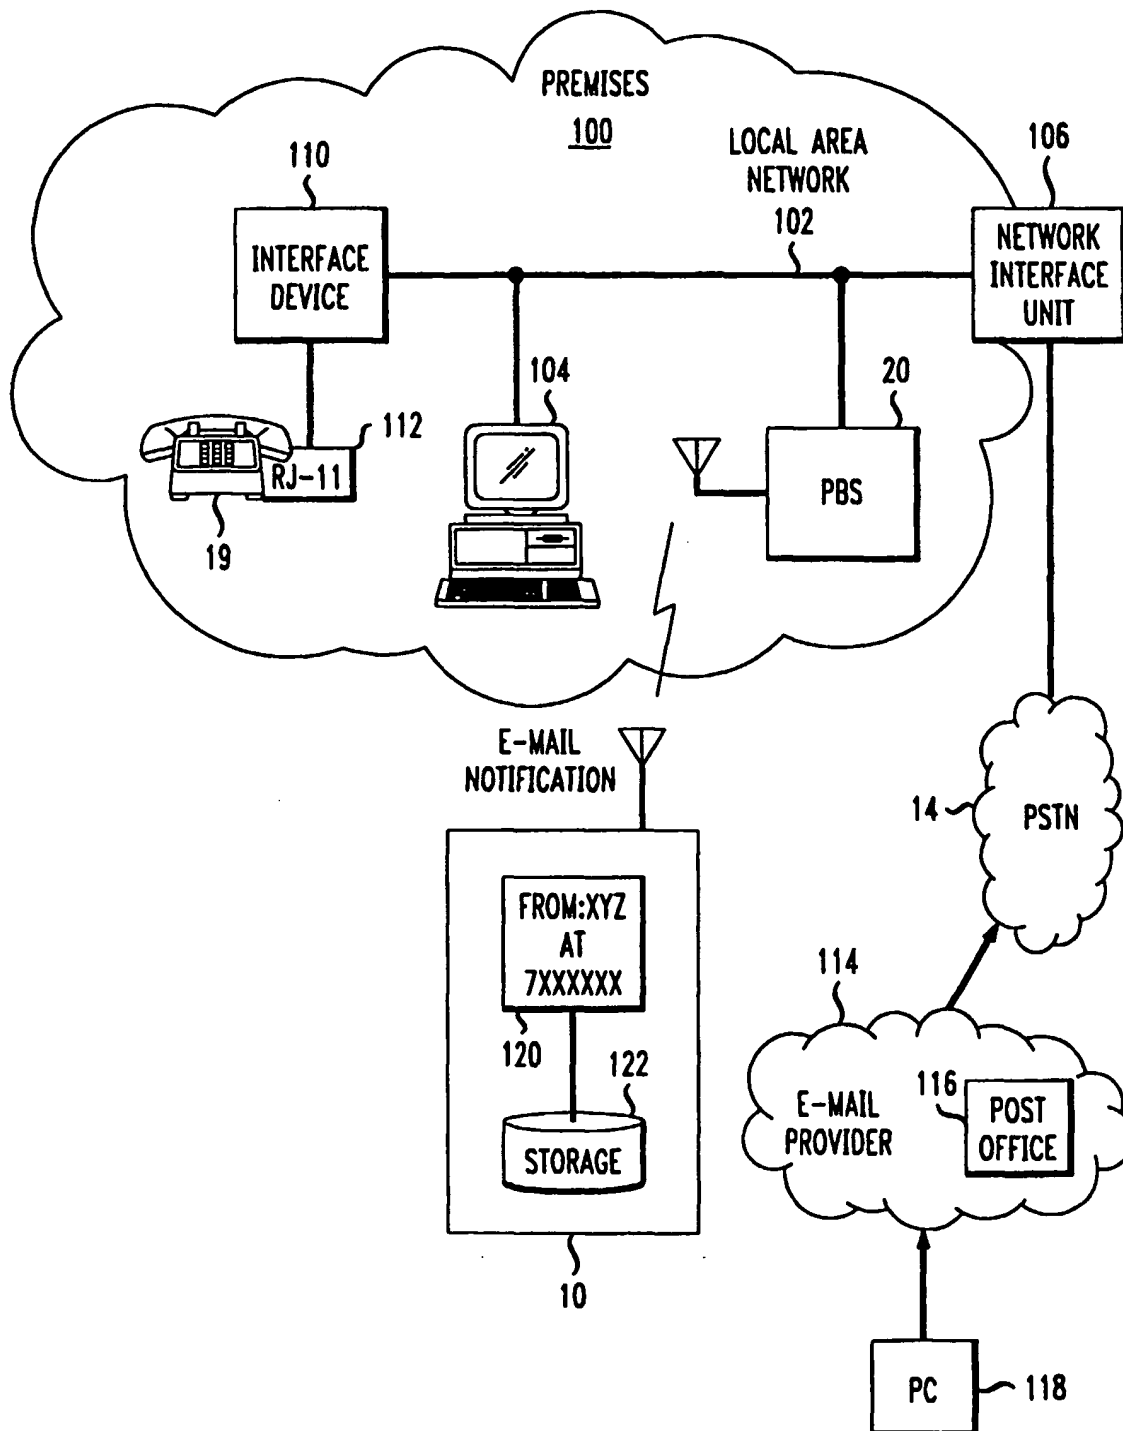 PREMISES
100
LOCAL AREA
NETWORK
102
106
NETWORK
INTERFACE
UNIT
110
INTERFACE
DEVICE
104
20
PBS
112
RJ-11
19
E-MAIL
NOTIFICATION
14
PSTN
FROM:XYZ
AT
7XXXXXX
120
122
STORAGE
10
114
E-MAIL
PROVIDER
116
POST
OFFICE
PC
118